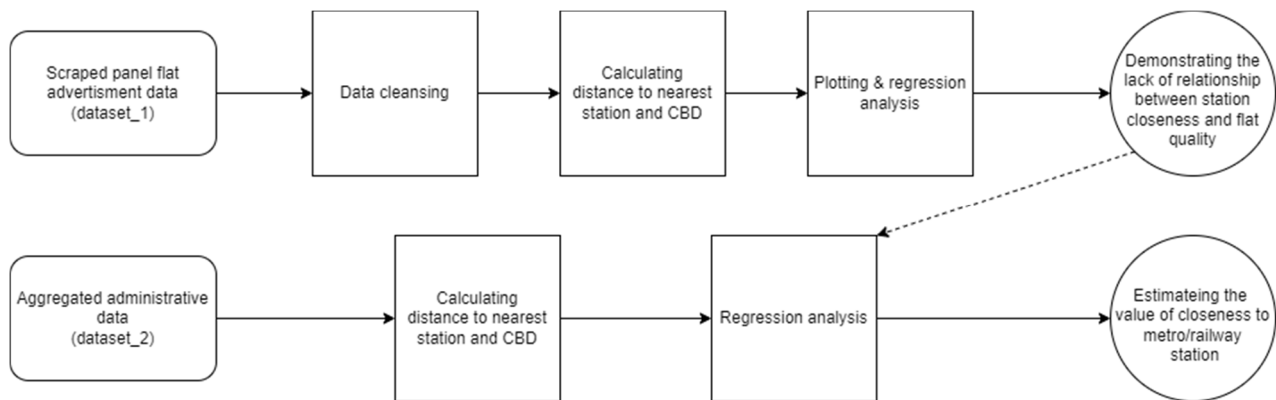 Scraped panel flat
advertisment data
(dataset_1)
Data cleansing
Calculating
distance to nearest
station and CBD
Plotting & regression
analysis
Demonstrating the
lack of relationship
between station
closeness and flat
quality
Aggregated administrative
data
(dataset_2)
Calculating
distance to nearest
station and CBD
Regression analysis
Estimateing the
value of closeness to
metro/railway
station